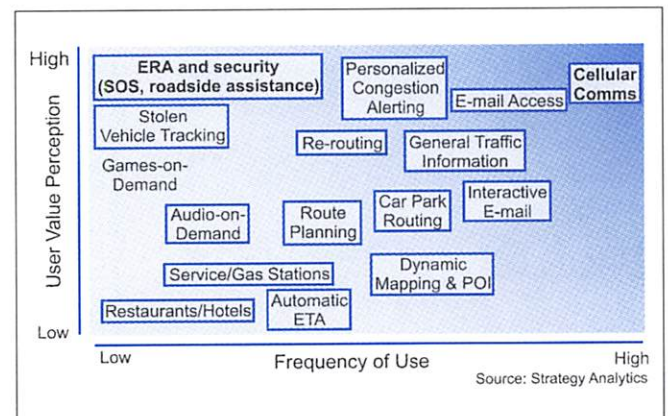 High
User Value Perception
Low
ERA and security
(SOS, roadside assistance)
Personalized
Congestion
Alerting
E-mail Access
Cellular
Comms
Stolen
Vehicle Tracking
Re-routing
General Traffic
Information
Games-on-
Demand
Audio-on-
Demand
Route
Planning
Car Park
Routing
Interactive
E-mail
Service/Gas Stations
Dynamic
Mapping & POI
Restaurants/Hotels
Automatic
ETA
Low
Frequency of Use
High
Source: Strategy Analytics